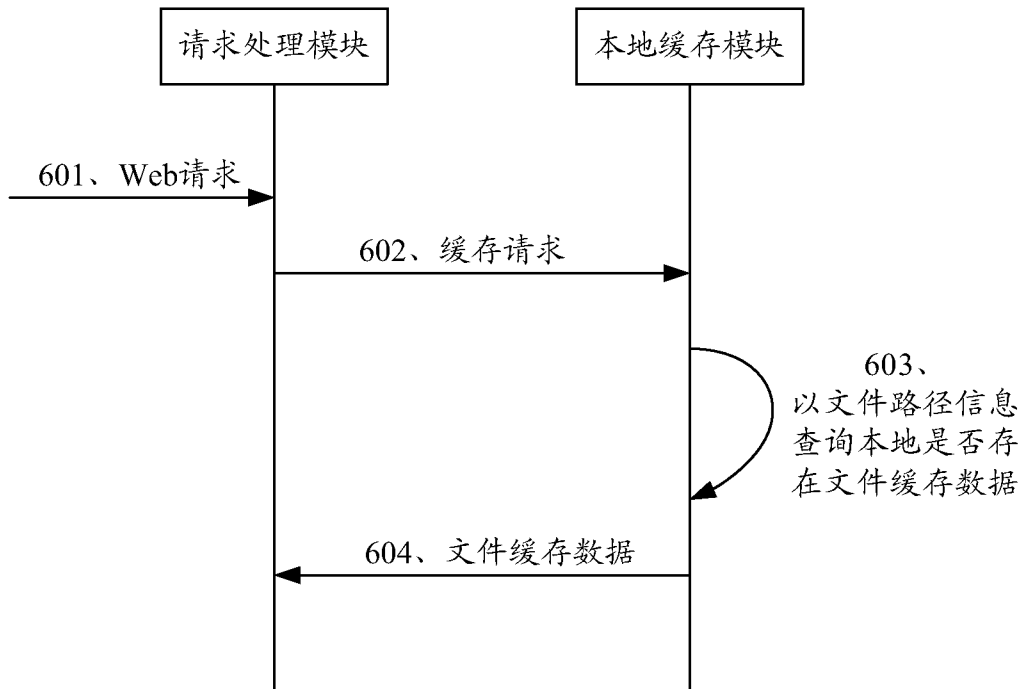 请求处理模块
本地缓存模块
601、Web请求
602、缓存请求
603、
以文件路径信息
查询本地是否存
在文件缓存数据
604、文件缓存数据